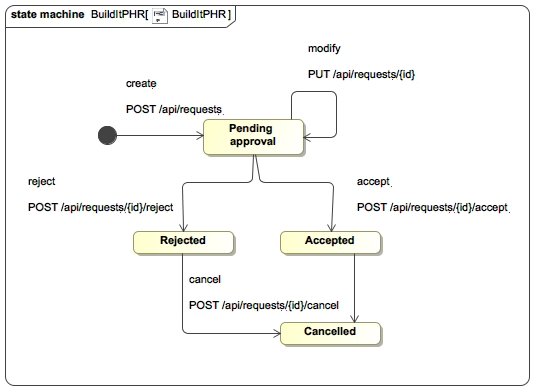 state machine BuildItPHR[ BuildItPHR ]
modify
PUT /api/requests/{id}
create
POST /api/requests
Pending
approval
reject
POST /api/requests/{id}/reject
accept
POST /api/requests/{id}/accept
Rejected
Accepted
cancel
POST /api/requests/{id}/cancel
Cancelled